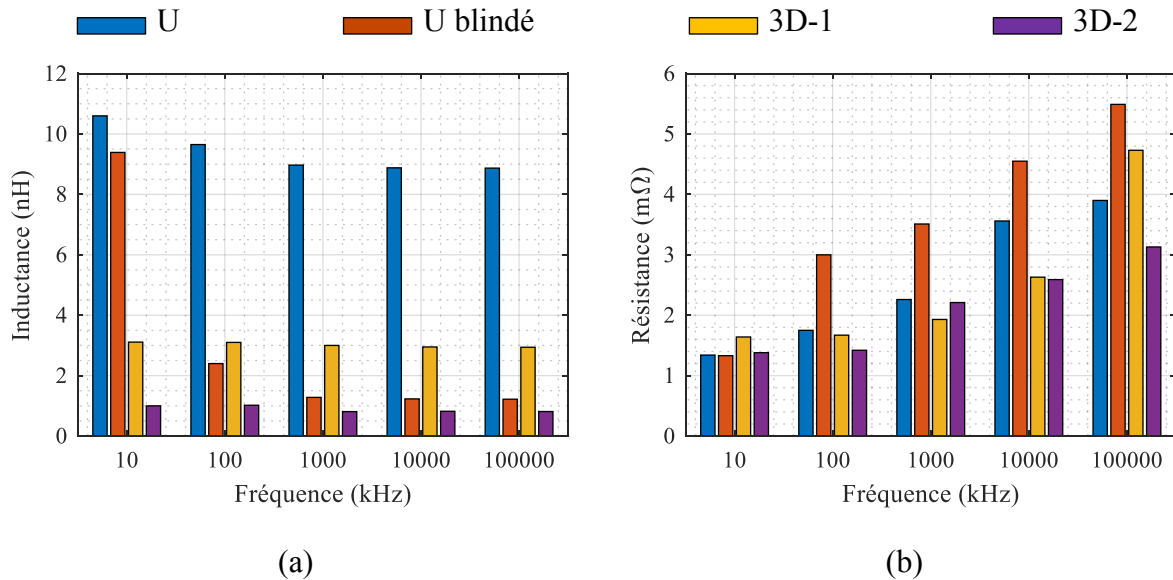 U U blindé 3D-1 3D-2
12
10
8
6
4
2
0
Inductance (nH)
10 100 1000 10000 100000
Fréquence (kHz)
(a)
6
5
4
3
2
1
0
Résistance (mΩ)
10 100 1000 10000 100000
Fréquence (kHz)
(b)